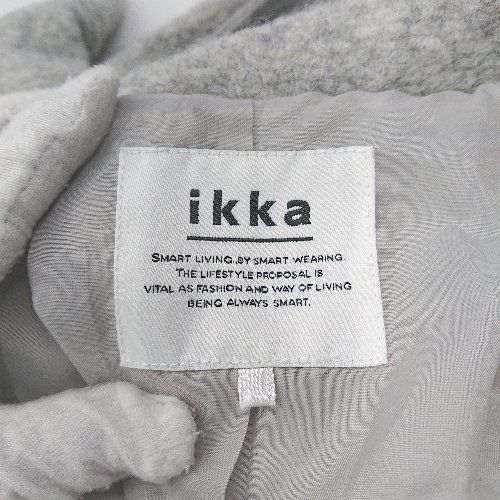 ikka
SMART LIVING, BY SMART WEARING.
THE LIFESTYLE PROPOSAL IS
VITAL AS FASHION AND WAY OF LIVING
BEING ALWAYS SMART.